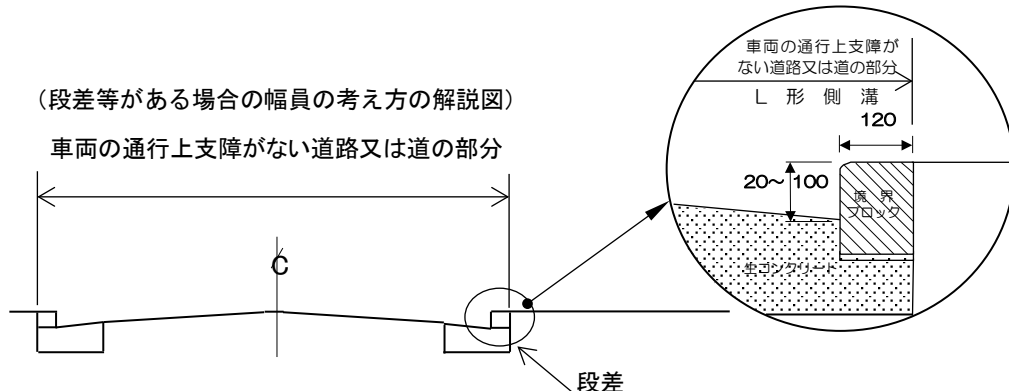 （段差等がある場合の幅員の考え方の解説図）
車両の通行上支障がない道路又は道の部分
℄
段差
車両の通行上支障が
ない道路又は道の部分
L 形 側 溝
120
20～100
境 界
ブロック
生コンクリート